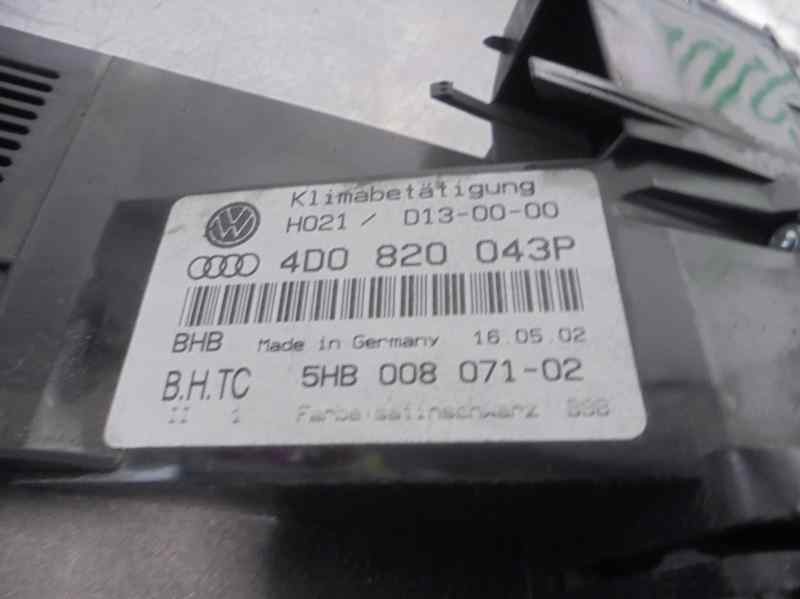 Klimabetätigung
H021 / D13-00-00
4D0 820 043P
BHB Made in Germany 16.05.02
B.H.TC 5HB 008 071-02
II 1 Farbe:satinschwarz B98